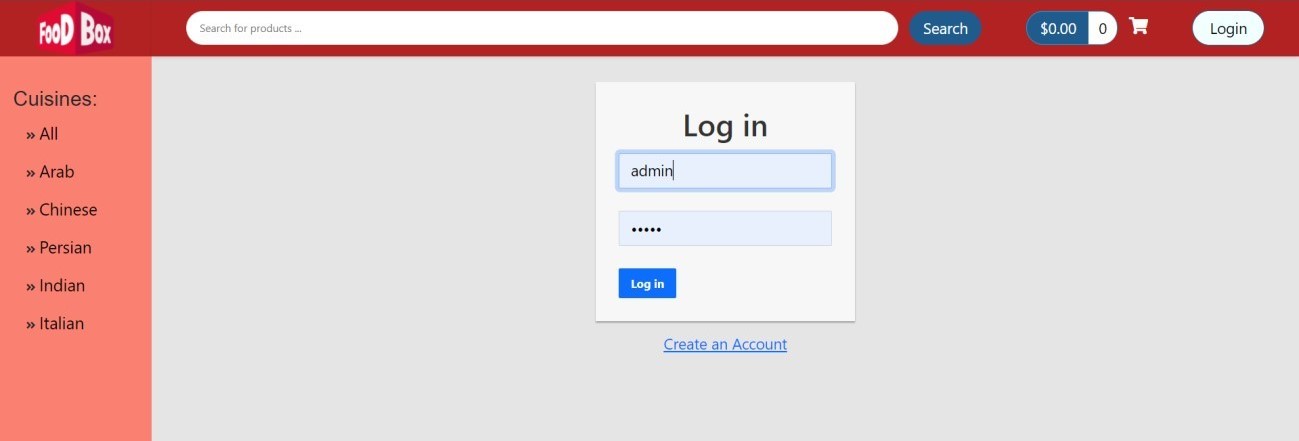 FooD Box
Search for products ...
Search
$0.00 0
Login
Cuisines:
» All
» Arab
» Chinese
» Persian
» Indian
» Italian
Log in
admin
•••••
Log in
Create an Account